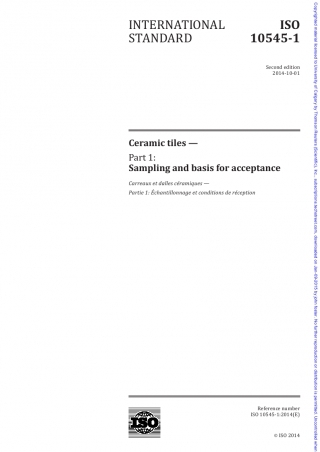 INTERNATIONAL
STANDARD
ISO
10545-1
Second edition
2014-10-01
Ceramic tiles —
Part 1:
Sampling and basis for acceptance
Carreaux et dalles céramiques —
Partie 1: Échantillonnage et conditions de réception
ISO
Reference number
ISO 10545-1:2014(E)
© ISO 2014
Copyrighted material licensed to University of Calgary by Thomson Reuters (Scientific), Inc., subscriptions.techstreet.com, downloaded on Jan-09-2015 by John No further reproduction or distribution is permitted. Uncontrolled when